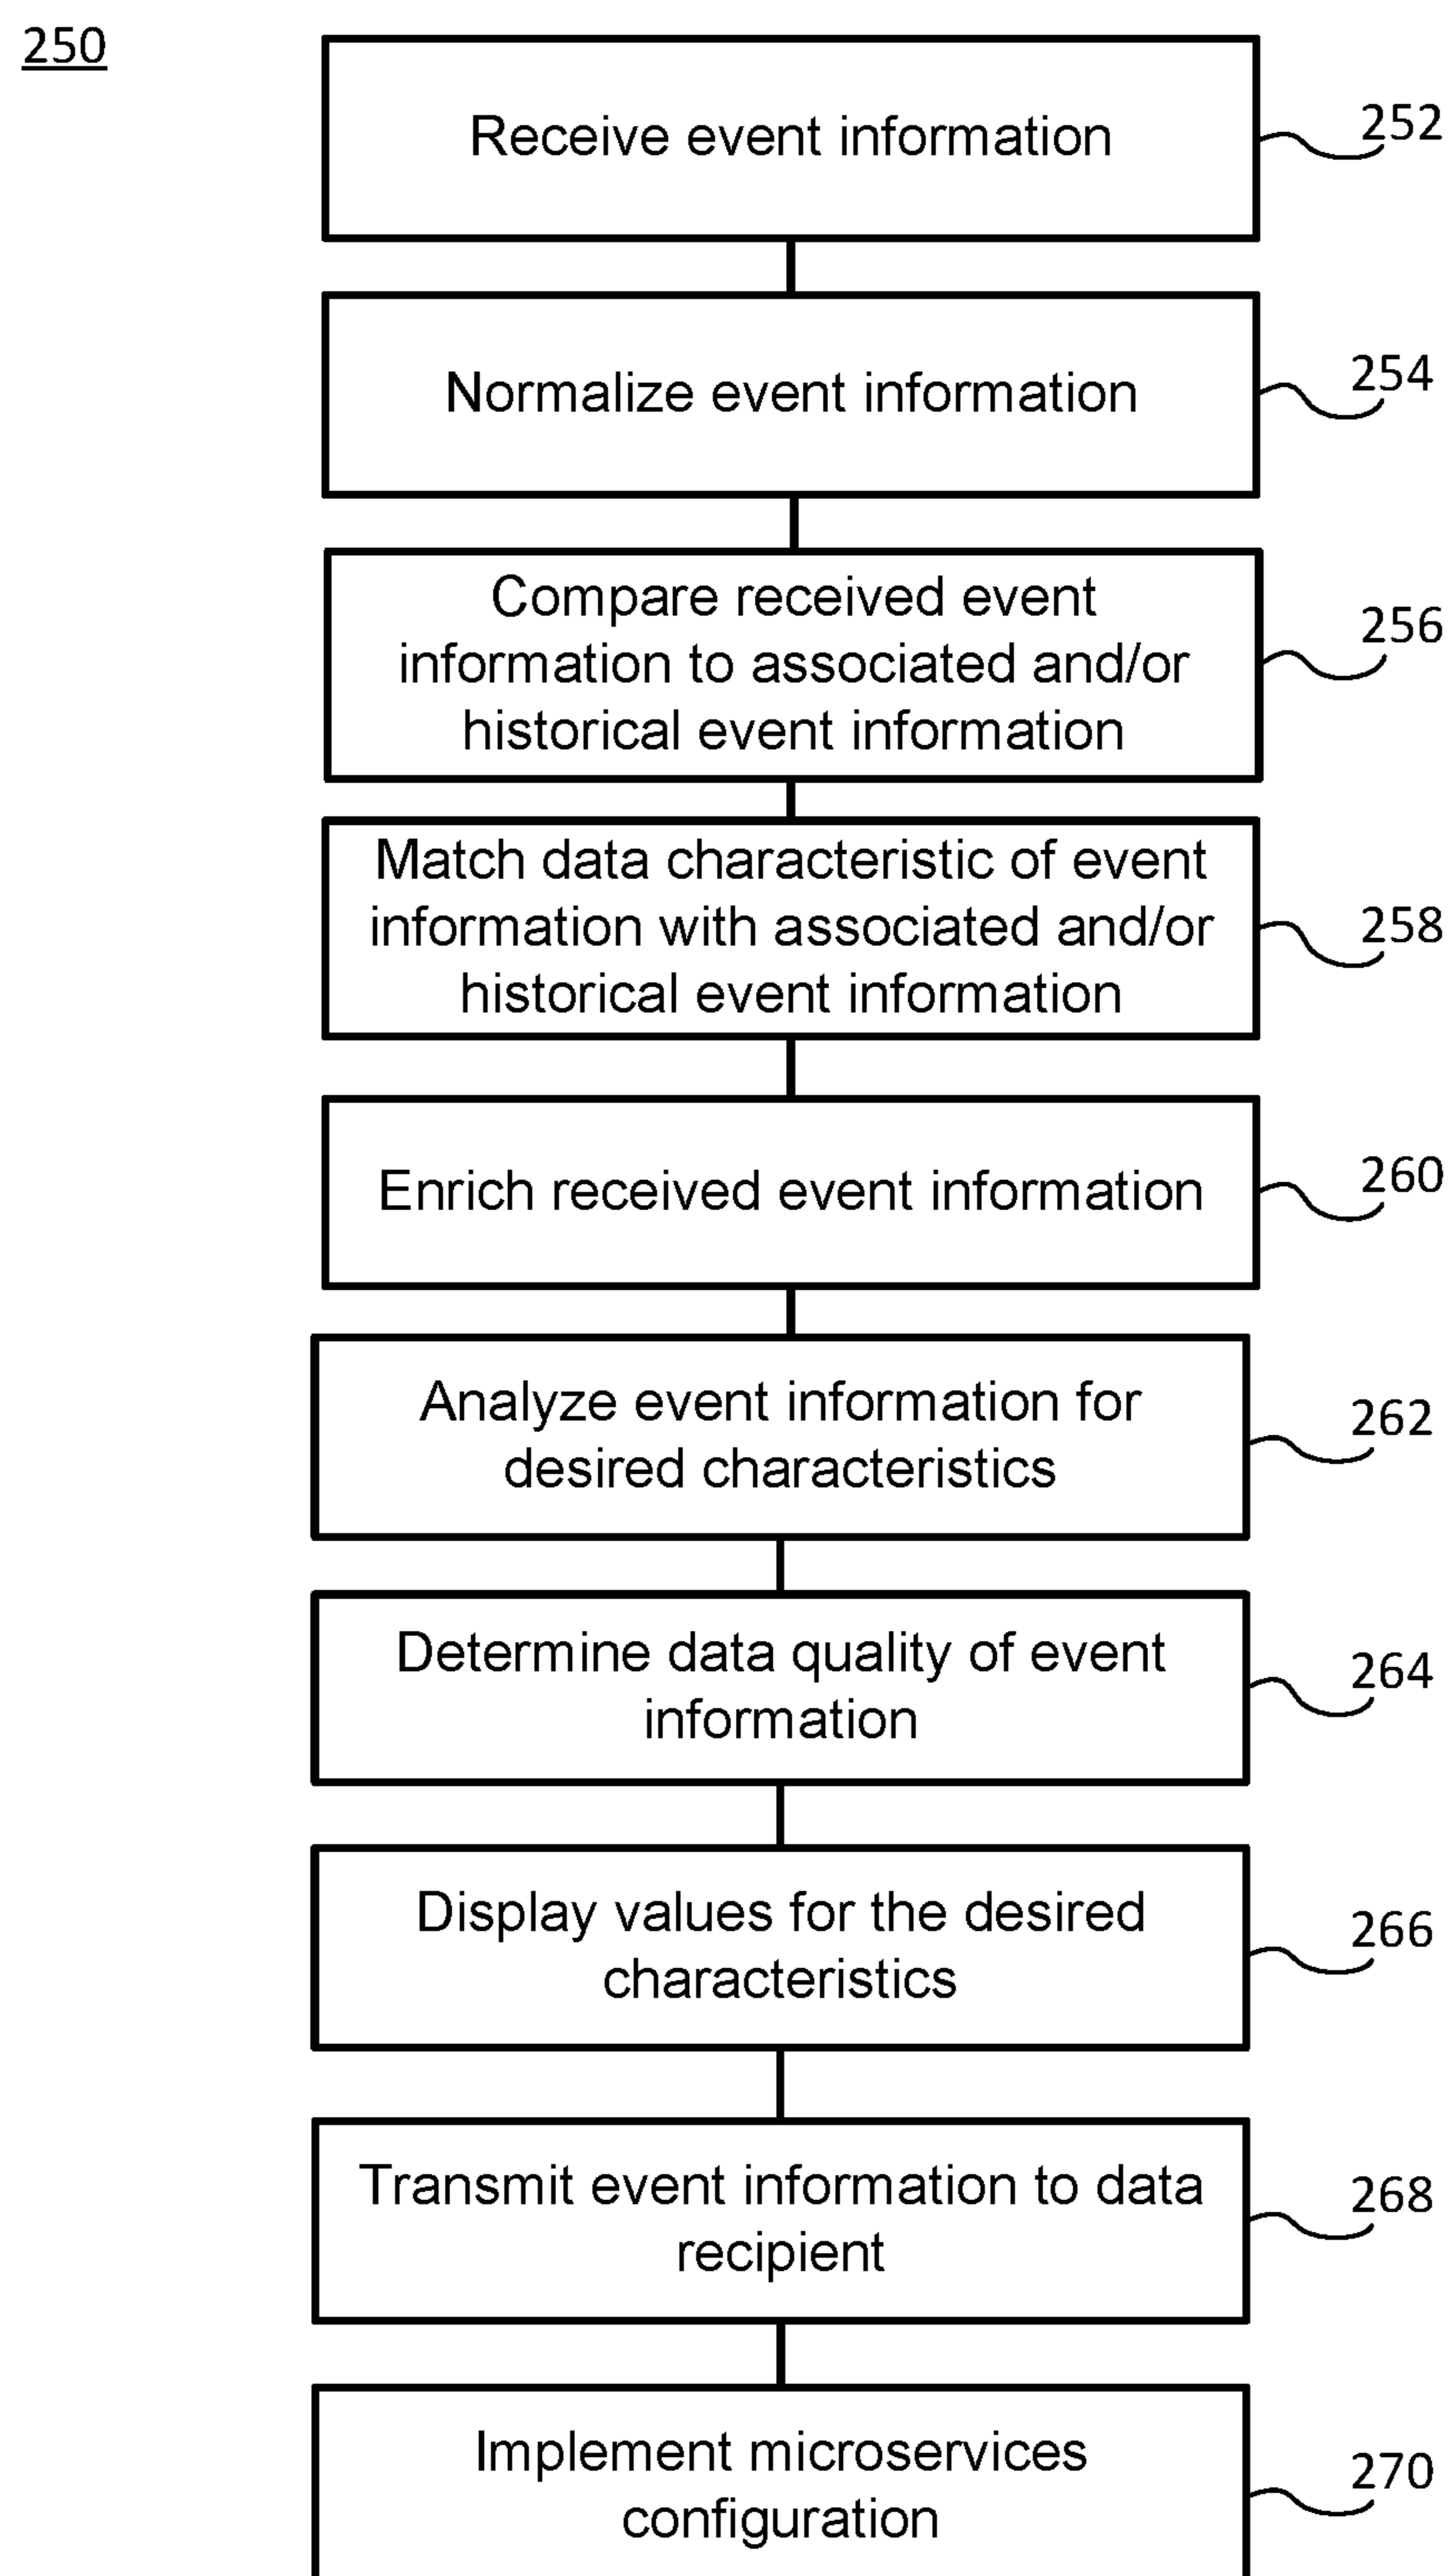 250
Receive event information
252
Normalize event information
254
Compare received event
information to associated and/or
historical event information
256
Match data characteristic of event
information with associated and/or
historical event information
258
Enrich received event information
260
Analyze event information for
desired characteristics
262
Determine data quality of event
information
264
Display values for the desired
characteristics
266
Transmit event information to data
recipient
268
Implement microservices
configuration
270